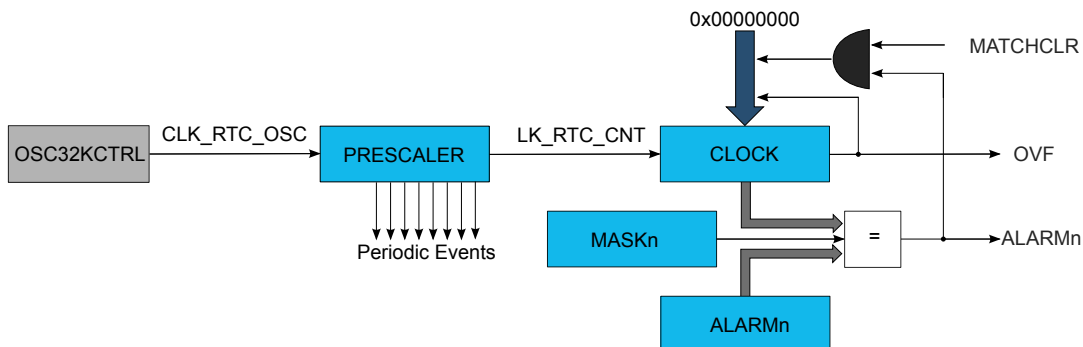 0x00000000
MATCHCLR
CLK_RTC_OSC
LK_RTC_CNT
OSC32KCTRL
PRESCALER
CLOCK
OVF
Periodic Events
MASKn
=
ALARMn
ALARMn